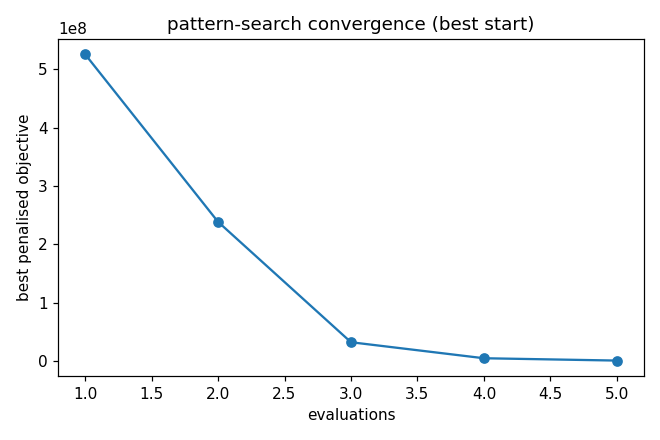 pattern-search convergence (best start)
1e8
best penalised objective
5
4
3
2
1
0
1.0 1.5 2.0 2.5 3.0 3.5 4.0 4.5 5.0
evaluations